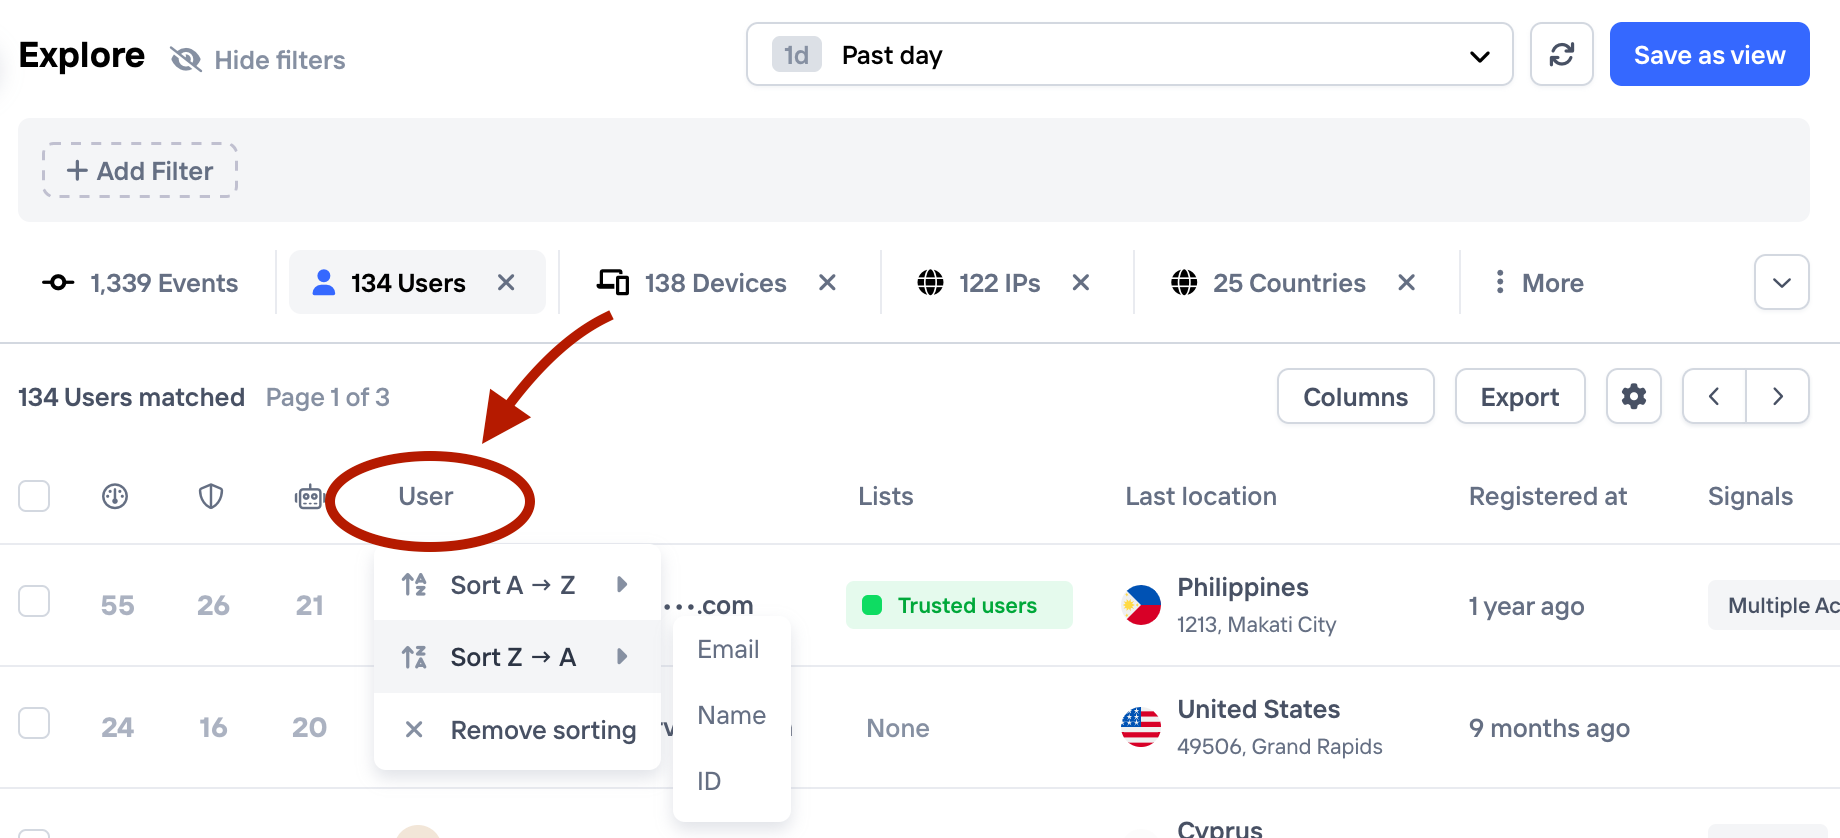 Explore
Hide filters
1d Past day
Save as view
+ Add Filter
1,339 Events
134 Users
138 Devices
122 IPs
25 Countries
More
134 Users matched
Page 1 of 3
Columns
Export
User
Lists
Last location
Registered at
Signals
55
26
21
.com
Trusted users
Philippines
1213, Makati City
1 year ago
Multiple Ac
Sort A → Z
Sort Z → A
Remove sorting
Email
Name
ID
24
16
20
None
United States
49506, Grand Rapids
9 months ago
Cyprus